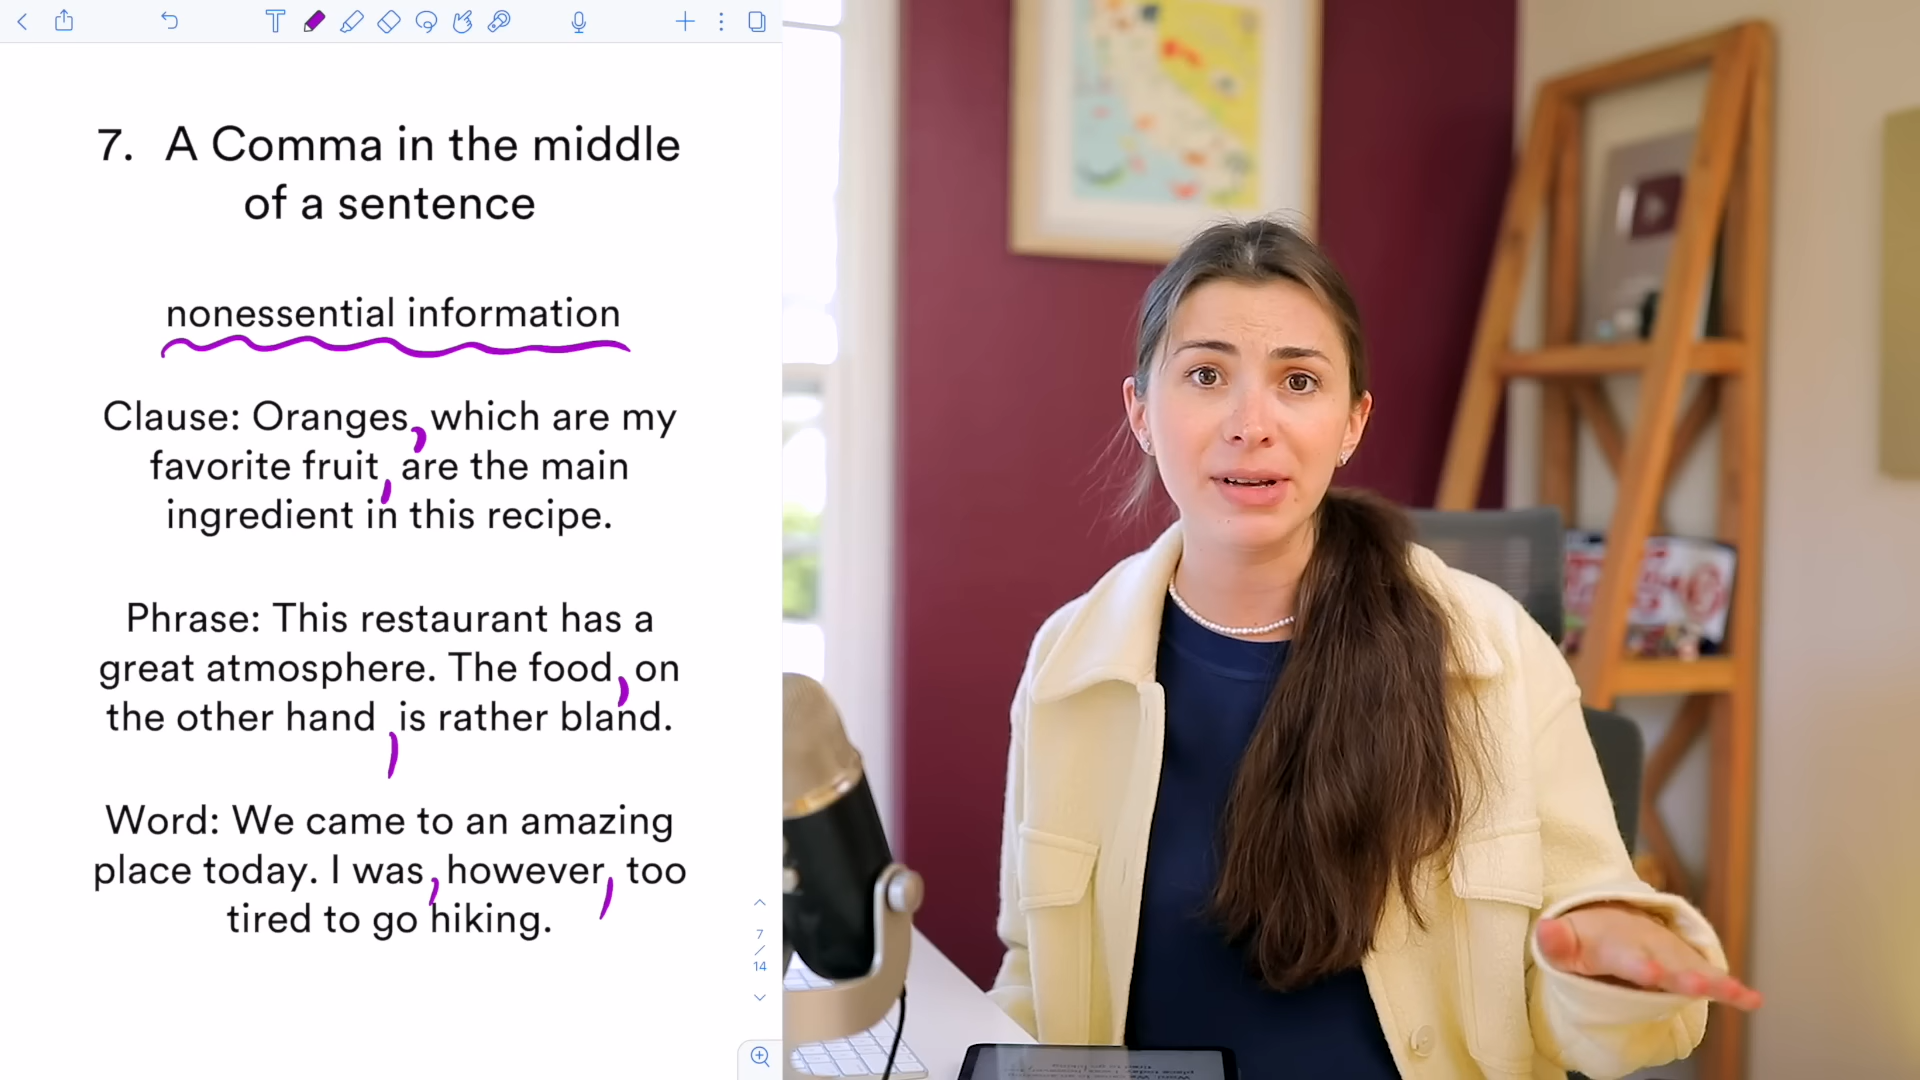 7. A Comma in the middle
of a sentence
nonessential information
Clause: Oranges, which are my
favorite fruit, are the main
ingredient in this recipe.
Phrase: This restaurant has a
great atmosphere. The food, on
the other hand, is rather bland.
Word: We came to an amazing
place today. I was, however, too
tired to go hiking.
7
/
14